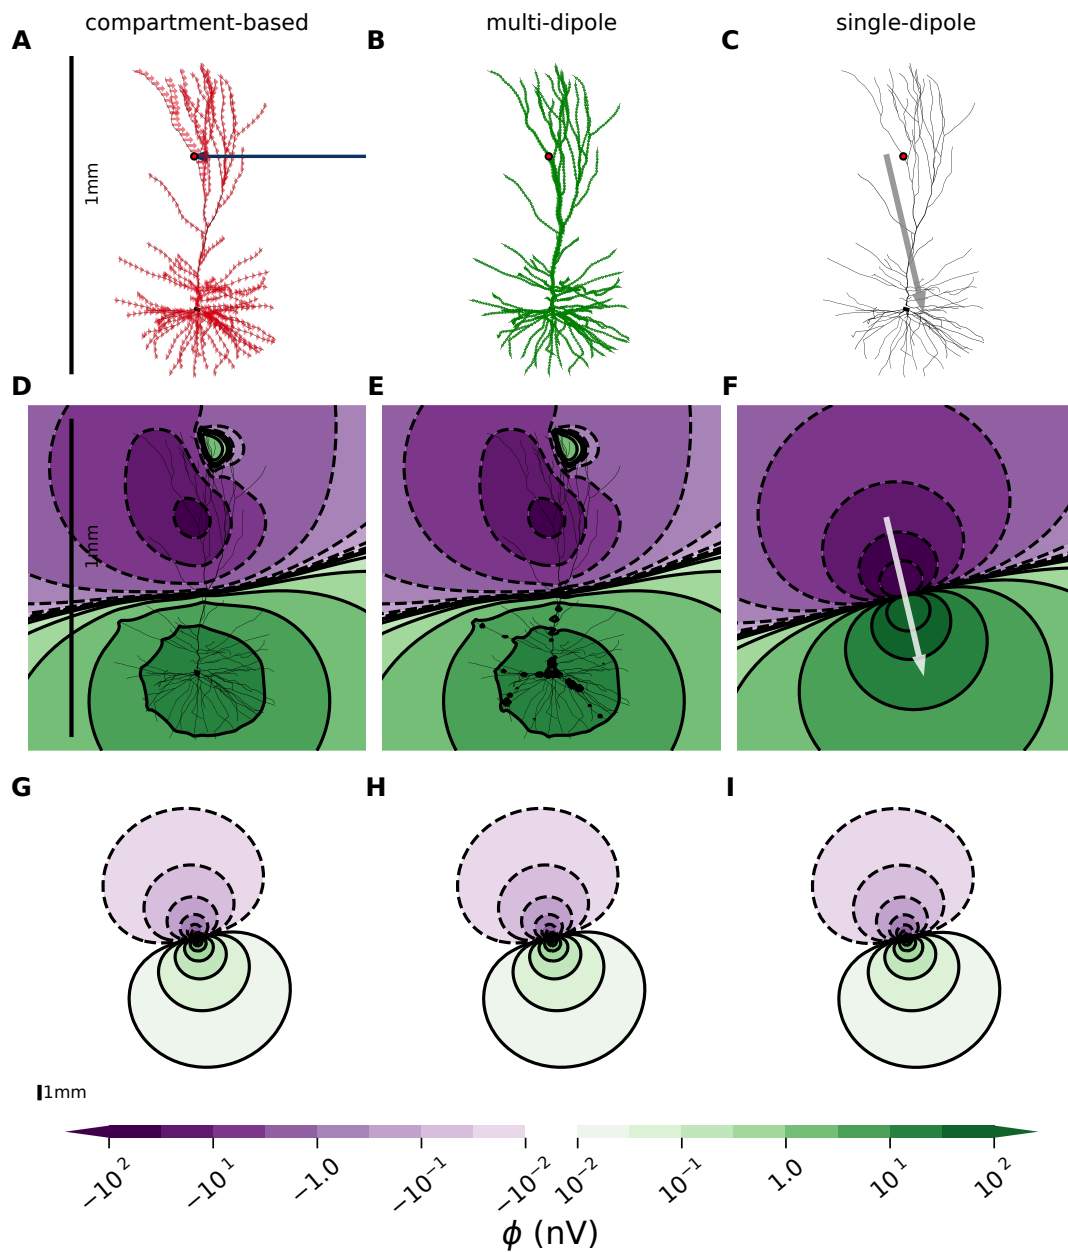 compartment-based
multi-dipole
single-dipole
A
B
C
1mm
D
E
F
1mm
G
H
I
1mm
−10²
−10¹
−1.0
−10⁻¹
−10⁻²
10⁻²
10⁻¹
1.0
10¹
10²
ϕ (nV)